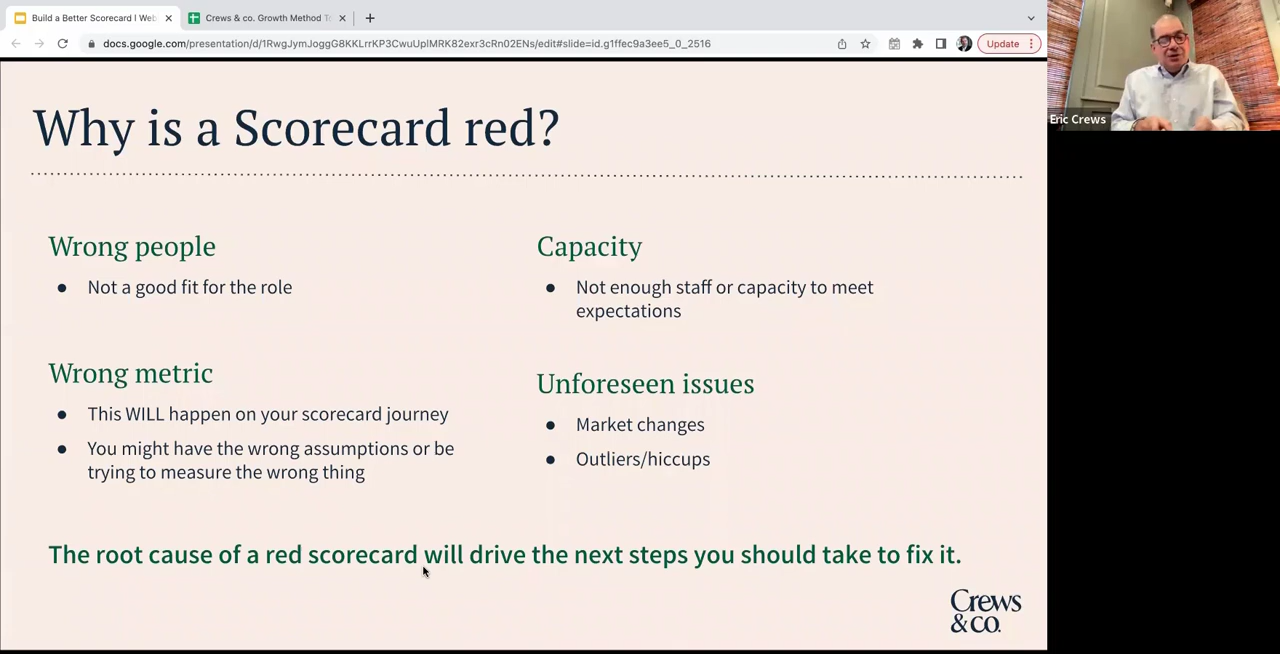 Build a Better Scorecard I Web
Crews & co. Growth Method T
docs.google.com/presentation/d/1RwgJymJoggG8KKLrrKP3CwuUplMRK82exr3cRn02ENs/edit#slide=id.g1ffec9a3ee5_0_2516
Update
Eric Crews
Why is a Scorecard red?
Wrong people
● Not a good fit for the role
Wrong metric
● This WILL happen on your scorecard journey
● You might have the wrong assumptions or be
trying to measure the wrong thing
Capacity
● Not enough staff or capacity to meet
expectations
Unforeseen issues
● Market changes
● Outliers/hiccups
The root cause of a red scorecard will drive the next steps you should take to fix it.
Crews
& co.